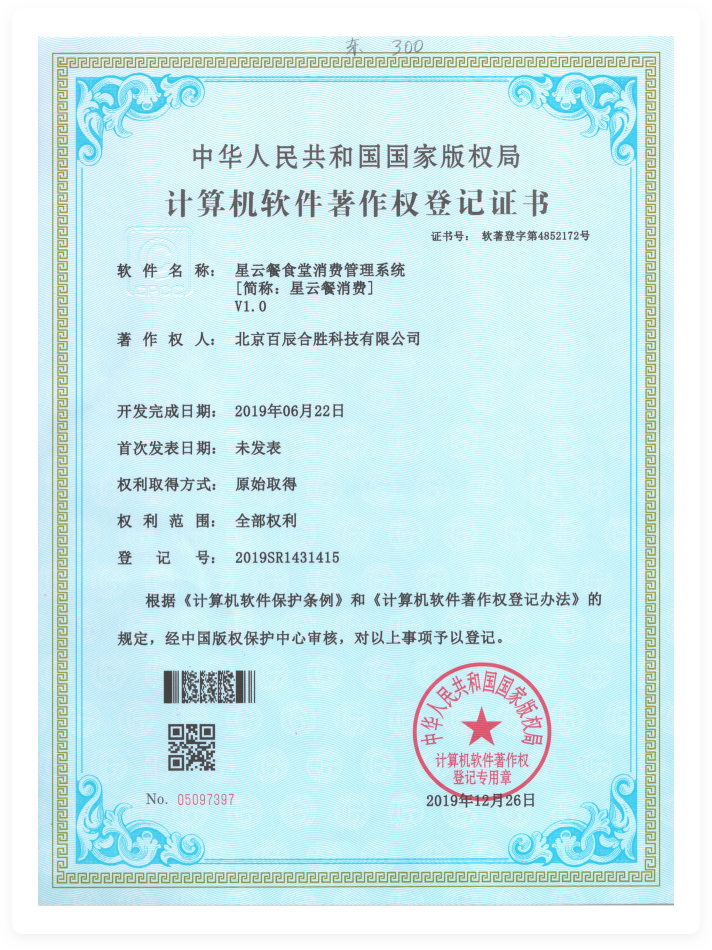 东 300
中华人民共和国国家版权局
计算机软件著作权登记证书
证书号： 软著登字第4852172号
CPCC
软件名称： 星云餐食堂消费管理系统
[简称：星云餐消费]
V1.0
著作权人： 北京百辰合胜科技有限公司
开发完成日期： 2019年06月22日
首次发表日期： 未发表
权利取得方式： 原始取得
权利范围： 全部权利
登记号： 2019SR1431415
根据《计算机软件保护条例》和《计算机软件著作权登记办法》的
规定，经中国版权保护中心审核，对以上事项予以登记。
中华人民共和国国家版权局
计算机软件著作权
登记专用章
No. 05097397
2019年12月26日